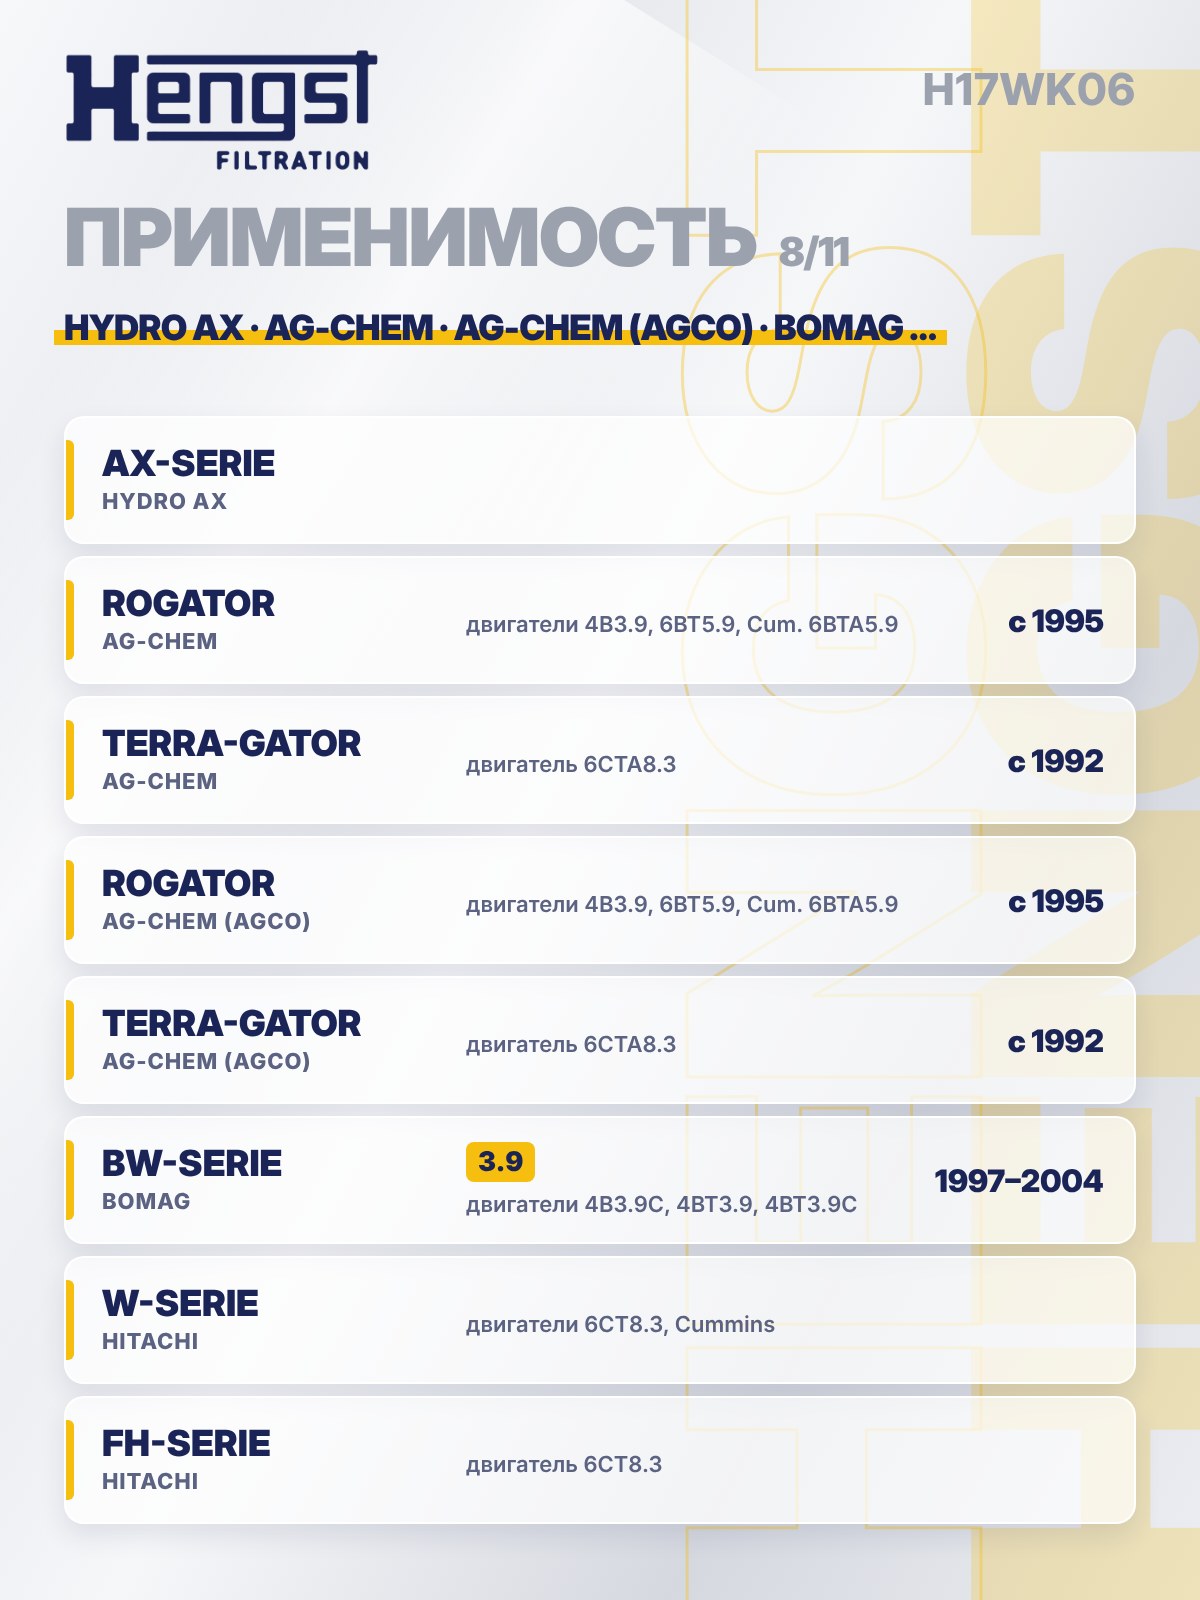 Hengst
FILTRATION
H17WK06
ПРИМЕНИМОСТЬ 8/11
HYDRO AX · AG-CHEM · AG-CHEM (AGCO) · BOMAG ...
AX-SERIE
HYDRO AX
ROGATOR
AG-CHEM
двигатели 4B3.9, 6BT5.9, Cum. 6BTA5.9
с 1995
TERRA-GATOR
AG-CHEM
двигатель 6CTA8.3
с 1992
ROGATOR
AG-CHEM (AGCO)
двигатели 4B3.9, 6BT5.9, Cum. 6BTA5.9
с 1995
TERRA-GATOR
AG-CHEM (AGCO)
двигатель 6CTA8.3
с 1992
BW-SERIE
BOMAG
3.9
двигатели 4B3.9C, 4BT3.9, 4BT3.9C
1997–2004
W-SERIE
HITACHI
двигатели 6CT8.3, Cummins
FH-SERIE
HITACHI
двигатель 6CT8.3
HENGST
HENGST